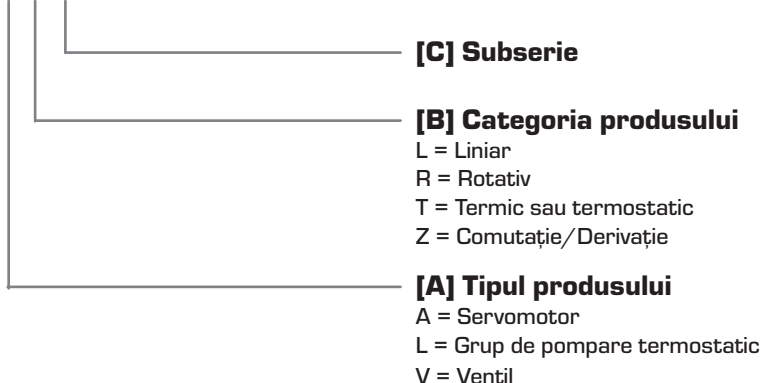 [C] Subserie
[B] Categoria produsului
L = Liniar
R = Rotativ
T = Termic sau termostatic
Z = Comutație/Derivație
[A] Tipul produsului
A = Servomotor
L = Grup de pompare termostatic
V = Ventil